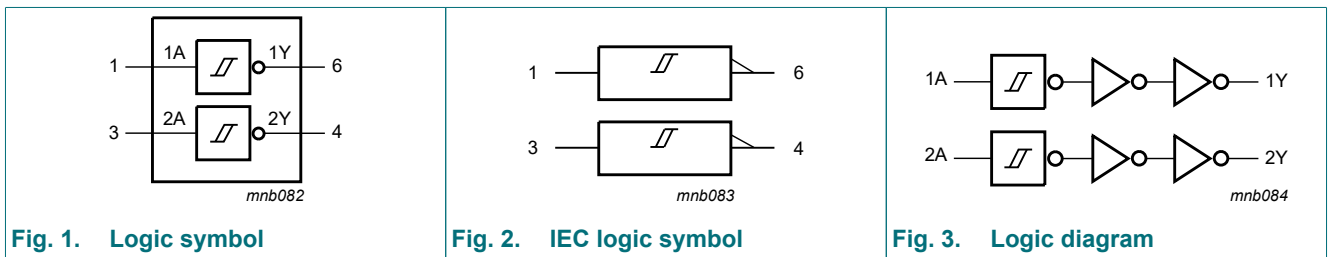 1 1A 1Y 6
3 2A 2Y 4
mnb082
Fig. 1. Logic symbol
1 6
3 4
mnb083
Fig. 2. IEC logic symbol
1A 1Y
2A 2Y
mnb084
Fig. 3. Logic diagram